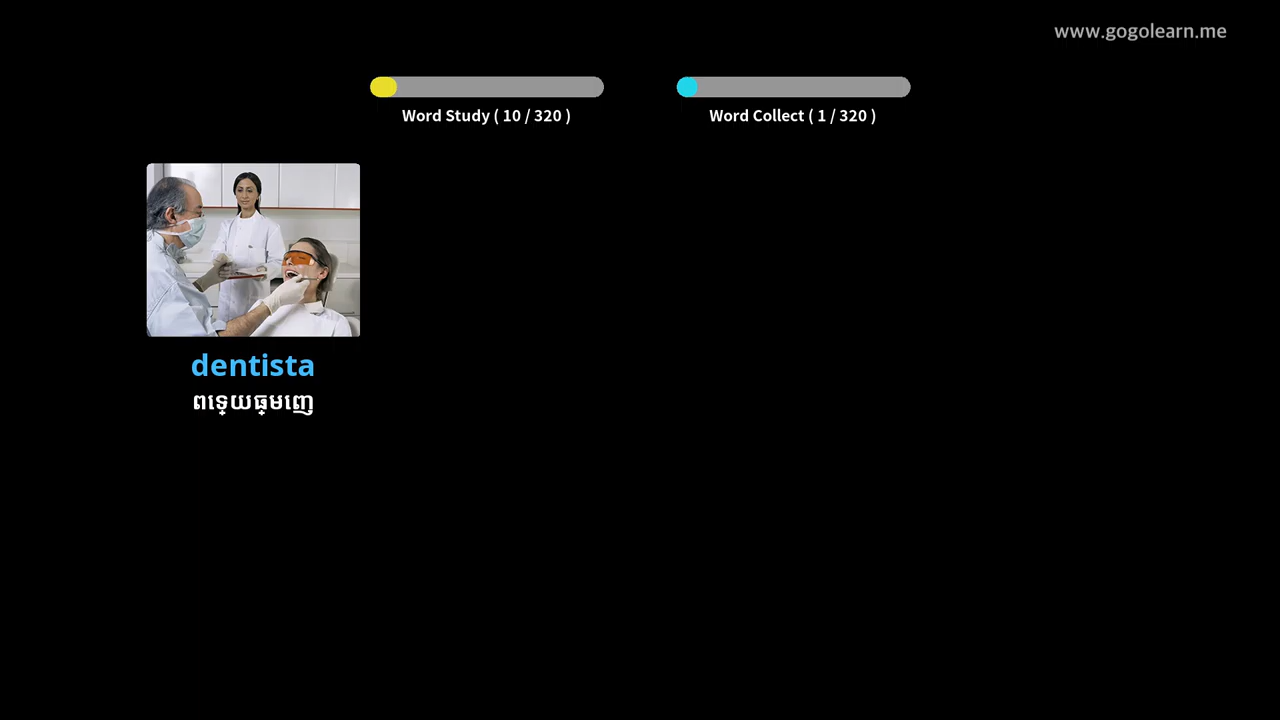 www.gogolearn.me
Word Study ( 10 / 320 )
Word Collect ( 1 / 320 )
dentista
ពទ្យេធ្មេញ